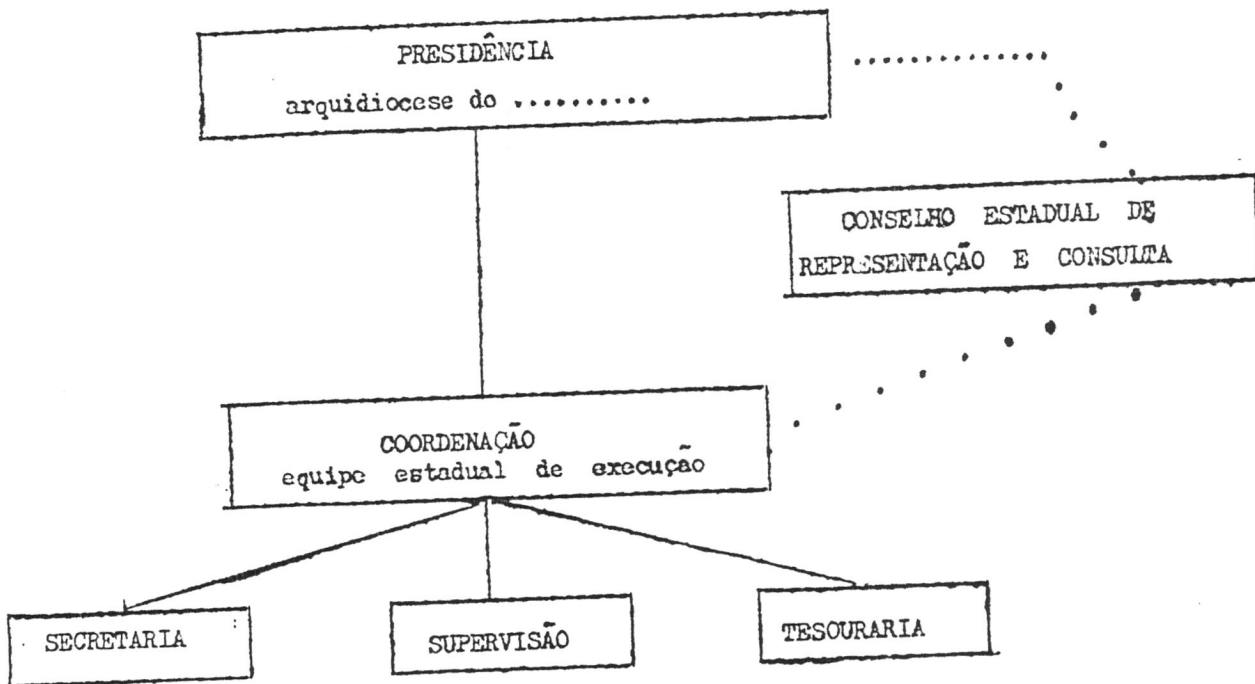 PRESIDÊNCIA
arquidiocese do ..........
CONSELHO ESTADUAL DE
REPRESENTAÇÃO E CONSULTA
COORDENAÇÃO
equipe estadual de execução
SECRETARIA
SUPERVISÃO
TESOURARIA